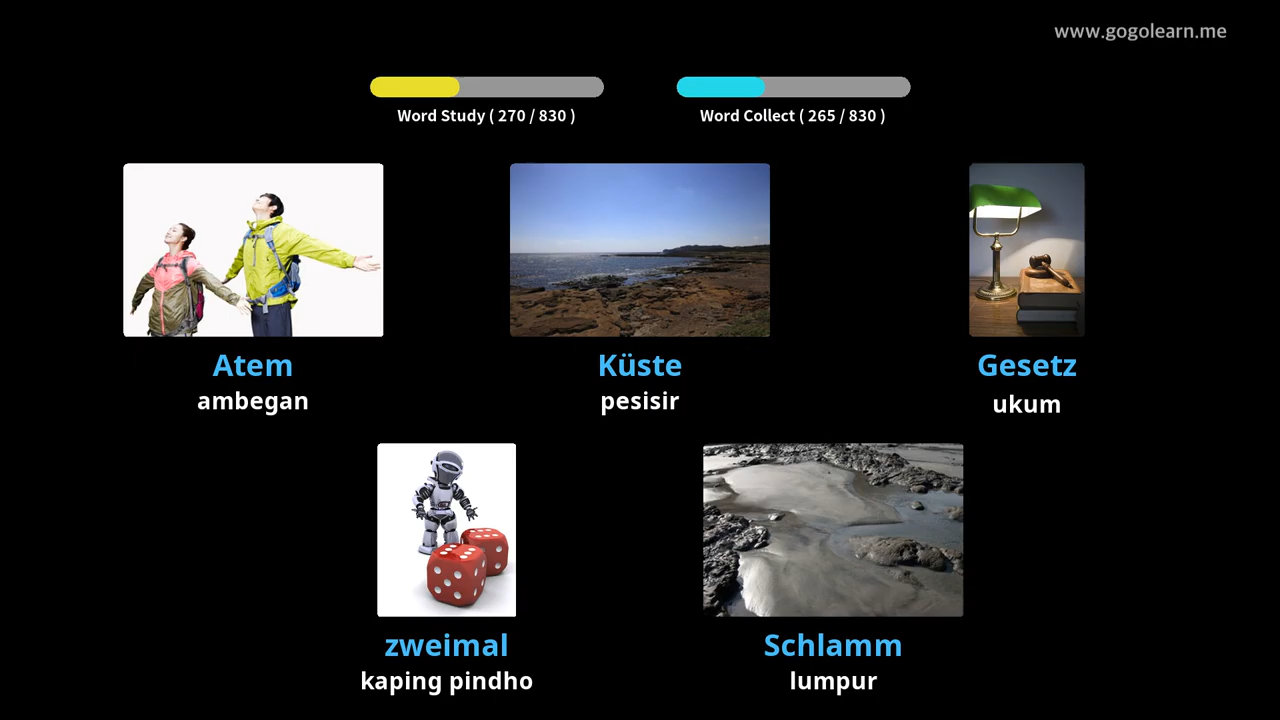 www.gogolearn.me
Word Study ( 270 / 830 )
Word Collect ( 265 / 830 )
Atem
ambegan
Küste
pesisir
Gesetz
ukum
zweimal
kaping pindho
Schlamm
lumpur